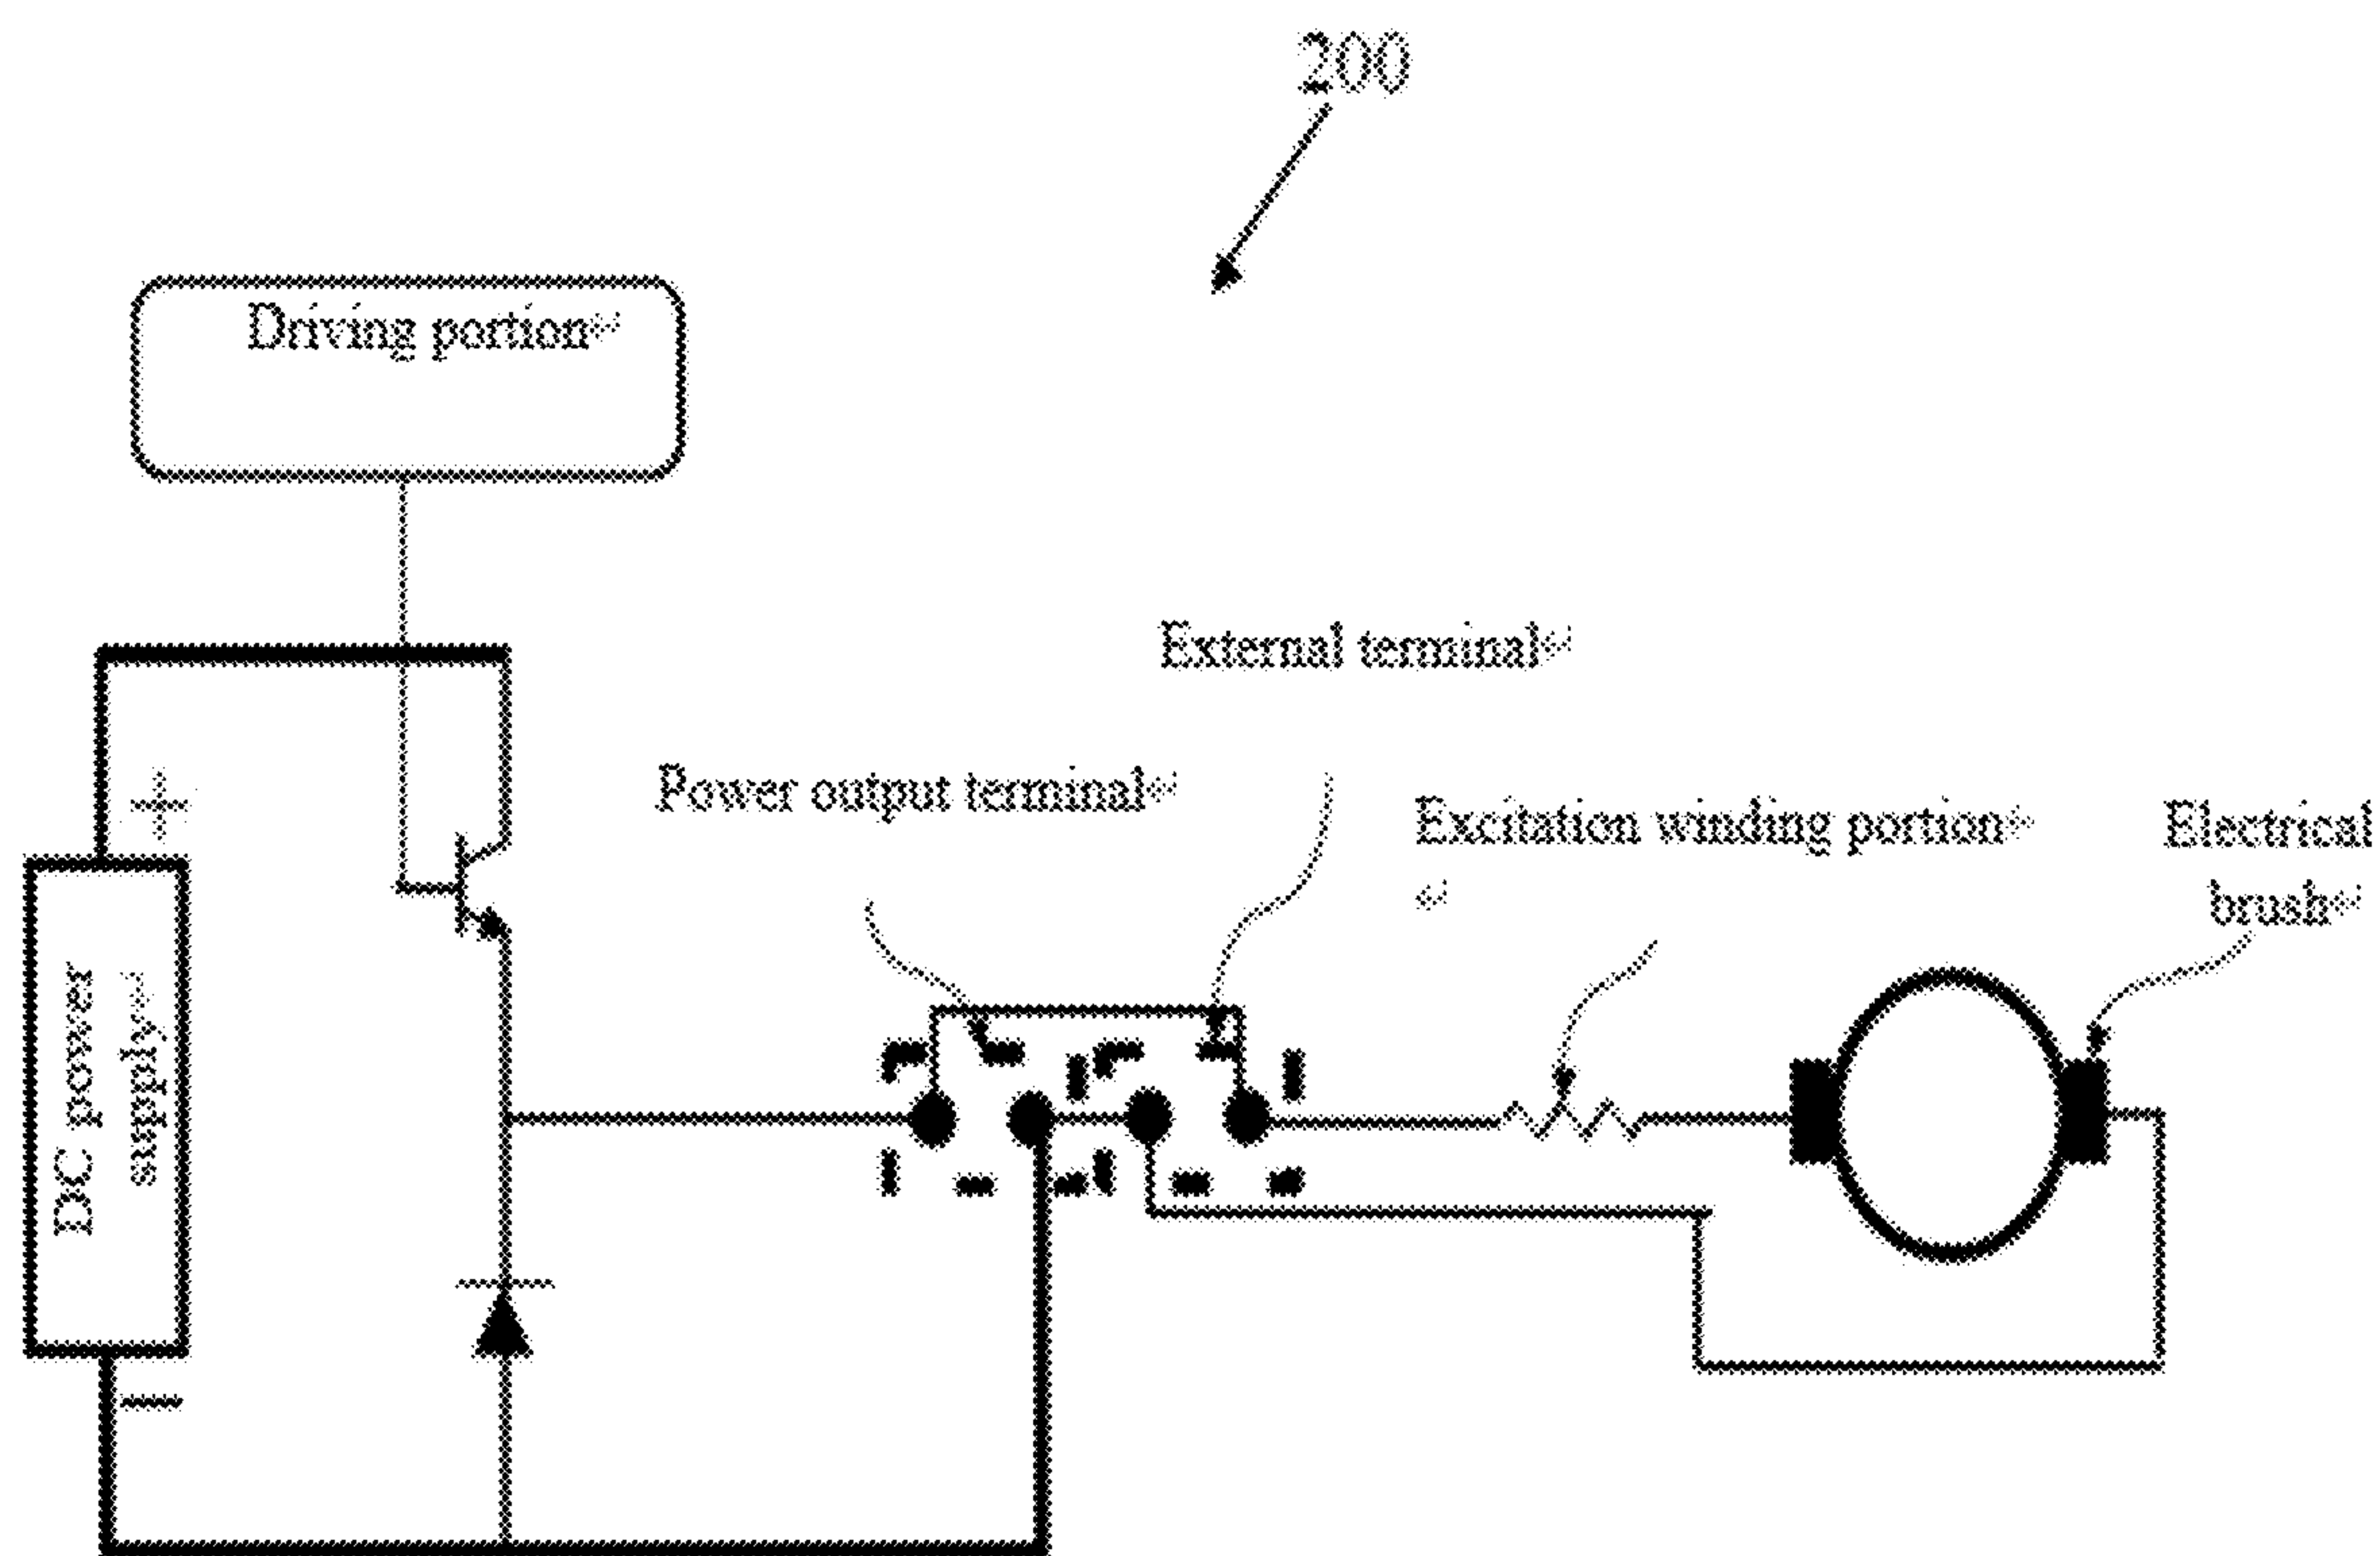 200
Driving portion↵
External terminal↵
Power output terminal↵
Excitation winding portion↵
↵
Electrical
brush↵
+
DC power
supply↵
−